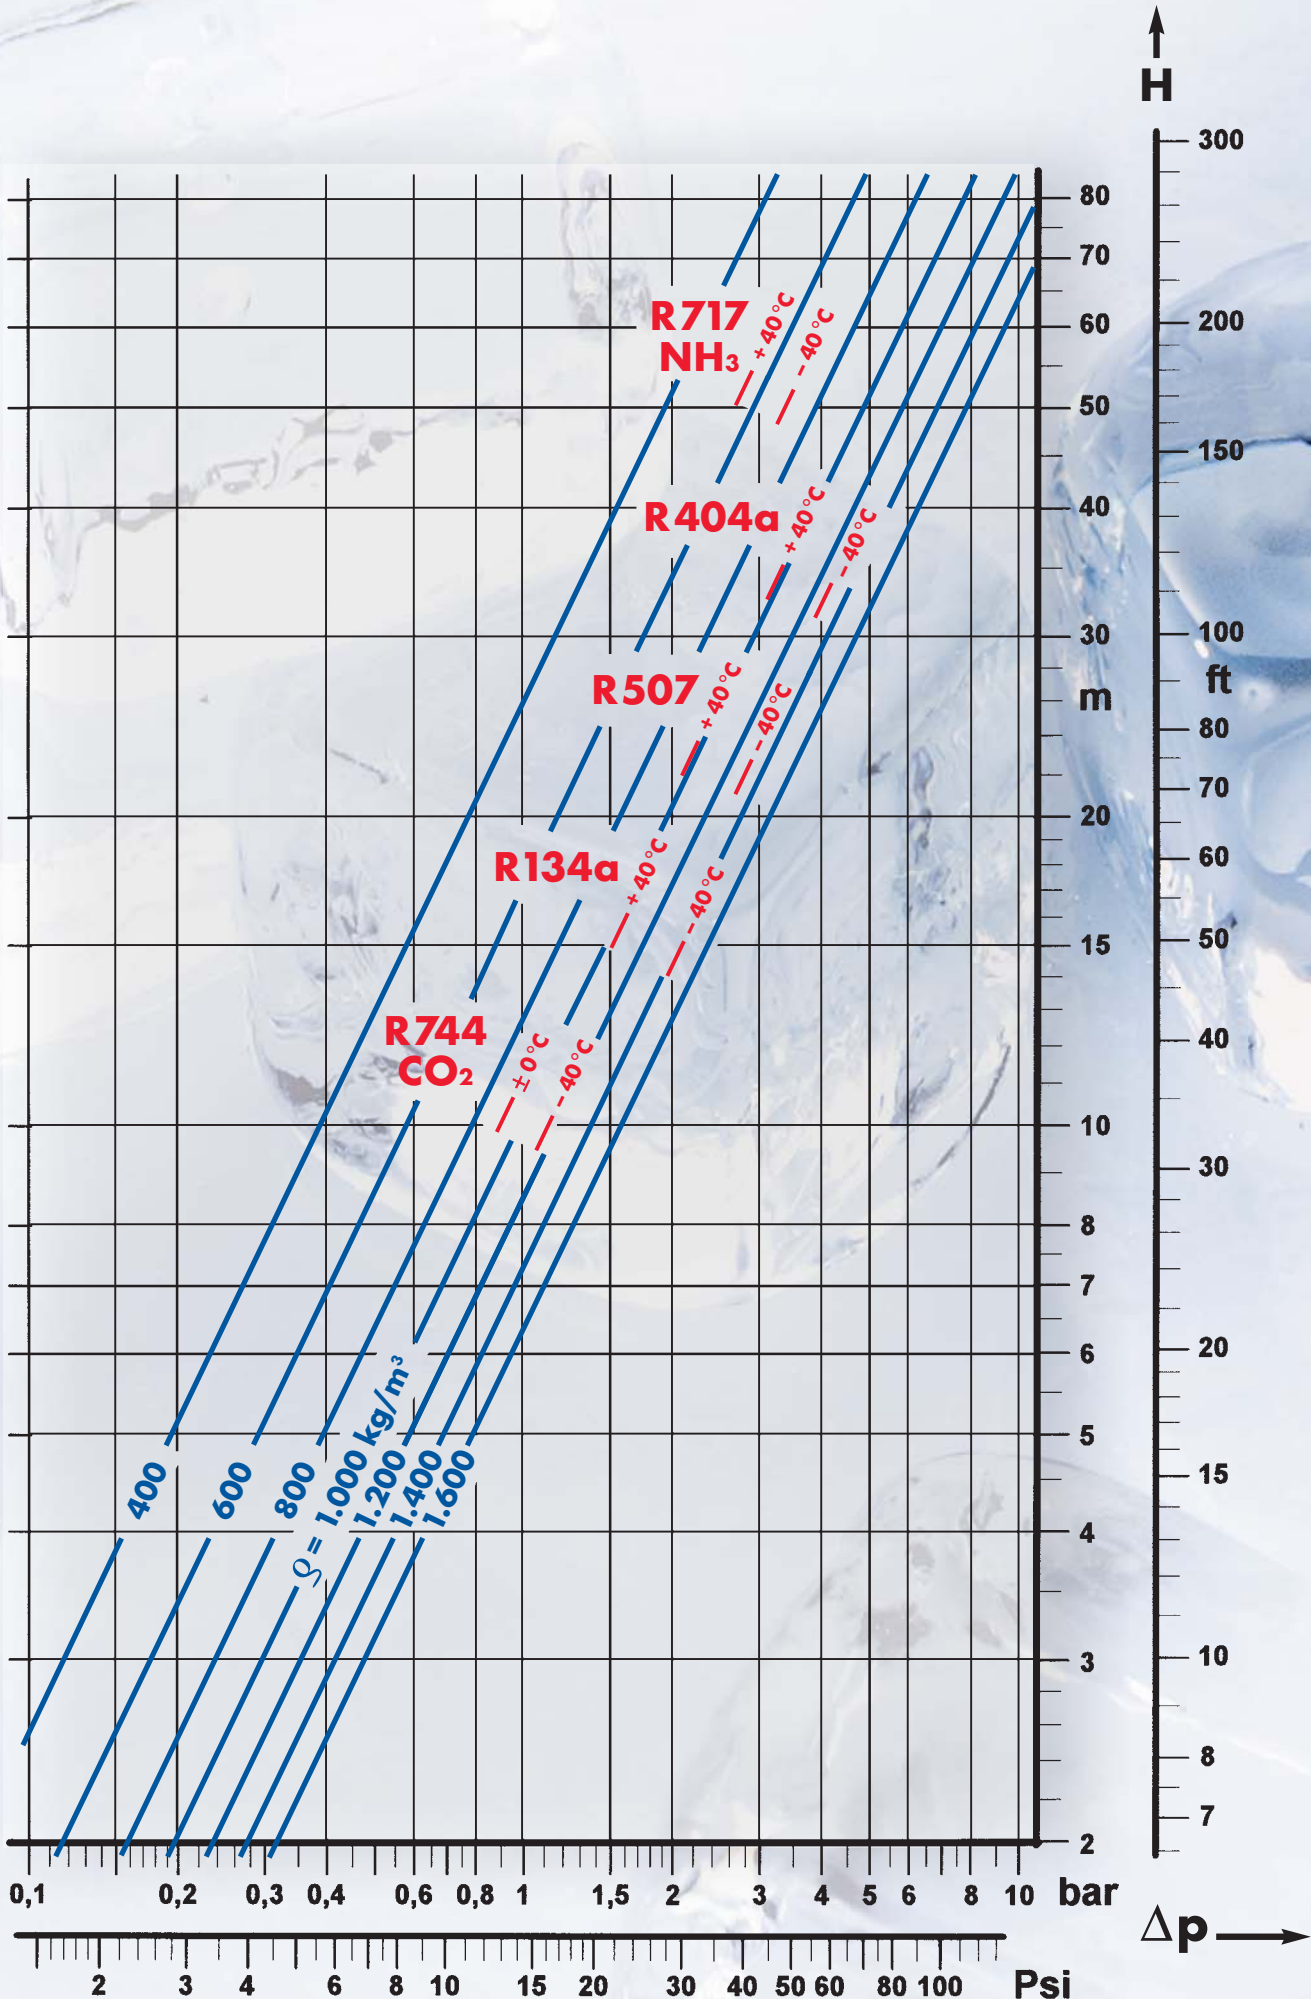 H
300
80
70
R717
NH₃
+40°C
-40°C
60
200
50
150
R404a
+40°C
-40°C
40
30
100
m
ft
R507
+40°C
-40°C
80
70
20
R134a
+40°C
-40°C
60
15
50
R744
CO₂
±0°C
-40°C
40
10
30
8
7
6
20
5
15
400
600
800
ϱ = 1.000 kg/m³
1.200
1.400
1.600
4
3
10
8
7
2
0,1 0,2 0,3 0,4 0,6 0,8 1 1,5 2 3 4 5 6 8 10 bar
Δp
2 3 4 6 8 10 15 20 30 40 50 60 80 100 Psi